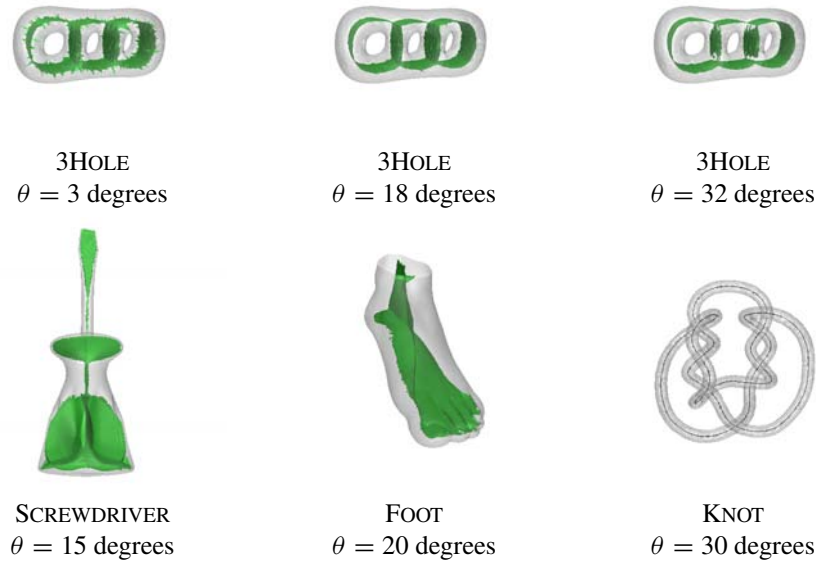 3HOLE
3HOLE
3HOLE
θ = 3 degrees
θ = 18 degrees
θ = 32 degrees
SCREWDRIVER
FOOT
KNOT
θ = 15 degrees
θ = 20 degrees
θ = 30 degrees